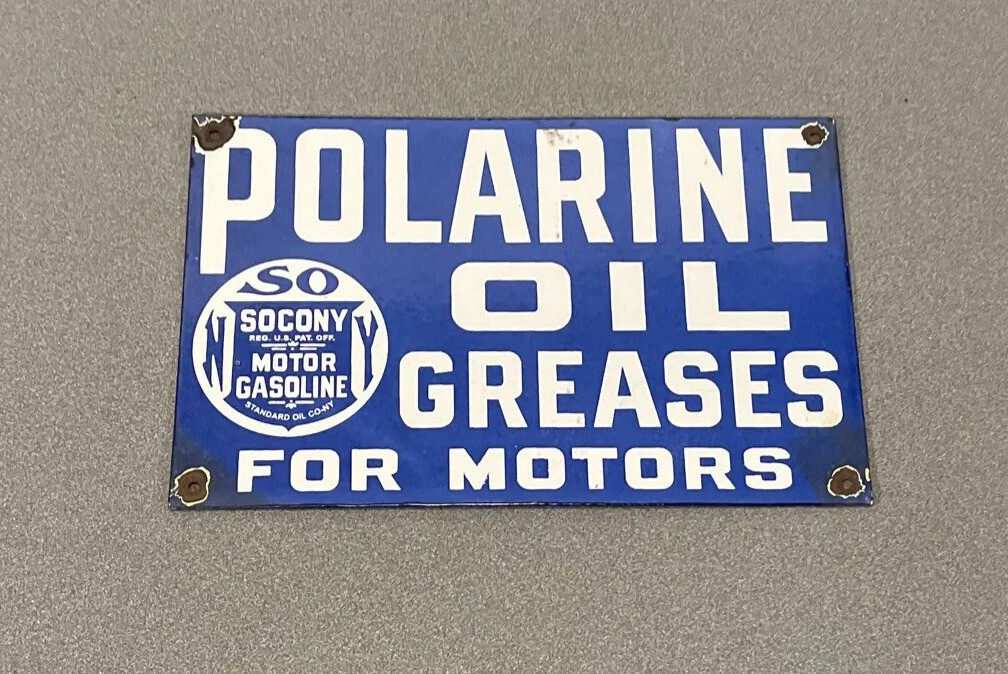 POLARINE
OIL
GREASES
FOR MOTORS
SO
N Y
SOCONY
REG. U.S. PAT. OFF.
MOTOR
GASOLINE
STANDARD OIL CO-NY